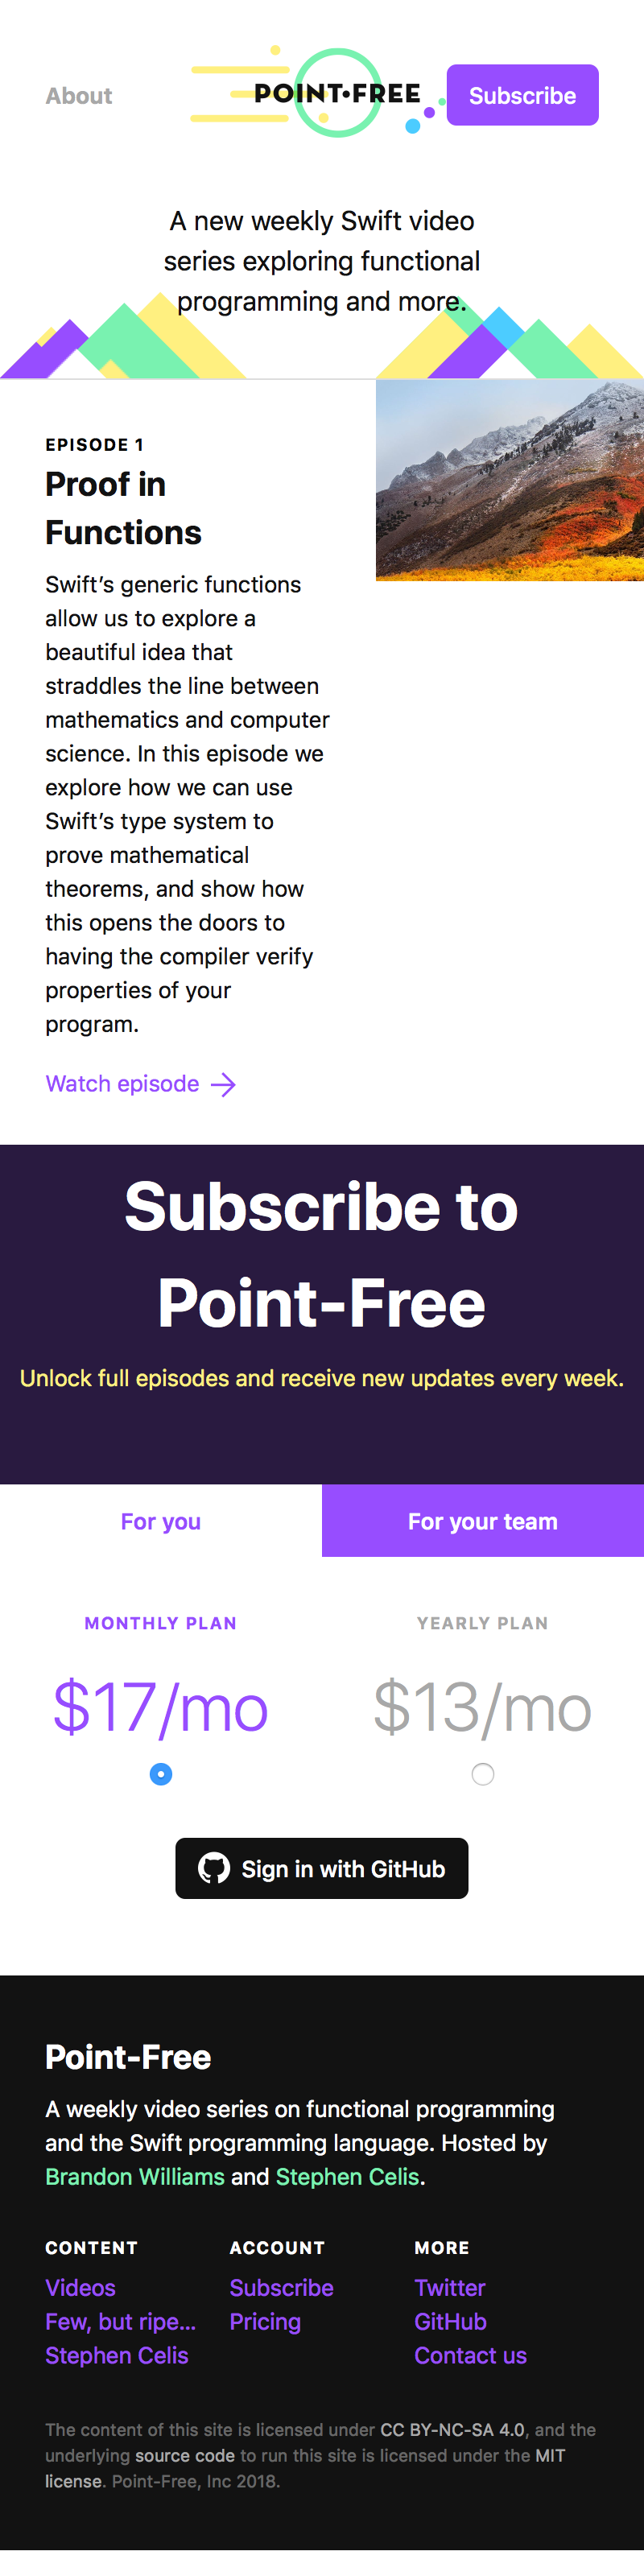 About
POINT•FREE
Subscribe
A new weekly Swift video
series exploring functional
programming and more.
EPISODE 1
Proof in
Functions
Swift’s generic functions
allow us to explore a
beautiful idea that
straddles the line between
mathematics and computer
science. In this episode we
explore how we can use
Swift’s type system to
prove mathematical
theorems, and show how
this opens the doors to
having the compiler verify
properties of your
program.
Watch episode
Subscribe to
Point-Free
Unlock full episodes and receive new updates every week.
For you
For your team
MONTHLY PLAN
YEARLY PLAN
$17/mo
$13/mo
Sign in with GitHub
Point-Free
A weekly video series on functional programming
and the Swift programming language. Hosted by
Brandon Williams and Stephen Celis.
CONTENT
Videos
Few, but ripe...
Stephen Celis
ACCOUNT
Subscribe
Pricing
MORE
Twitter
GitHub
Contact us
The content of this site is licensed under CC BY-NC-SA 4.0, and the
underlying source code to run this site is licensed under the MIT
license. Point-Free, Inc 2018.